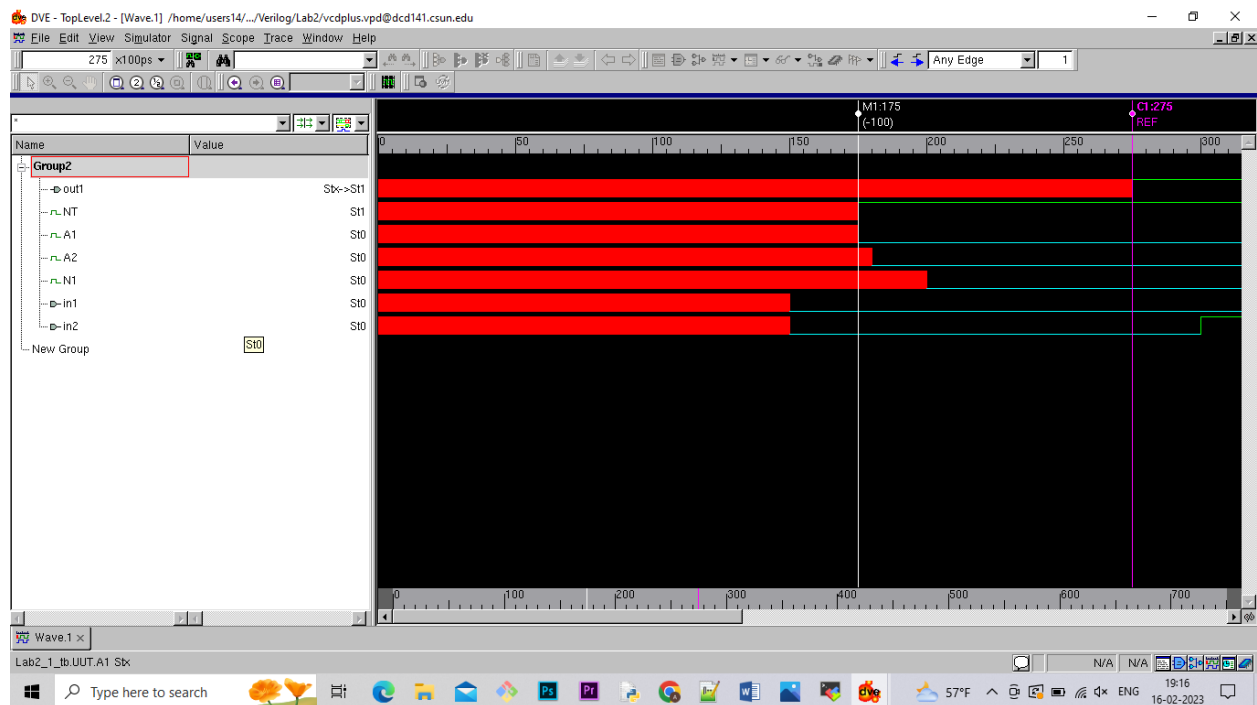 DVE - TopLevel.2 - [Wave.1] /home/users14/.../Verilog/Lab2/vcdplus.vpd@dcd141.csun.edu
File Edit View Simulator Signal Scope Trace Window Help
275 x100ps Any Edge 1
M1:175 C1:275
(-100) REF
*
Name Value 0 50 100 150 200 250 300
Group2
out1 Stx->St1
NT St1
A1 St0
A2 St0
N1 St0
in1 St0
in2 St0
New Group St0
0 100 200 300 400 500 600 700
Wave.1
Lab2_1_tb.UUT.A1 Stx N/A N/A
Type here to search Ps Pr 57°F ENG 19:16
16-02-2023